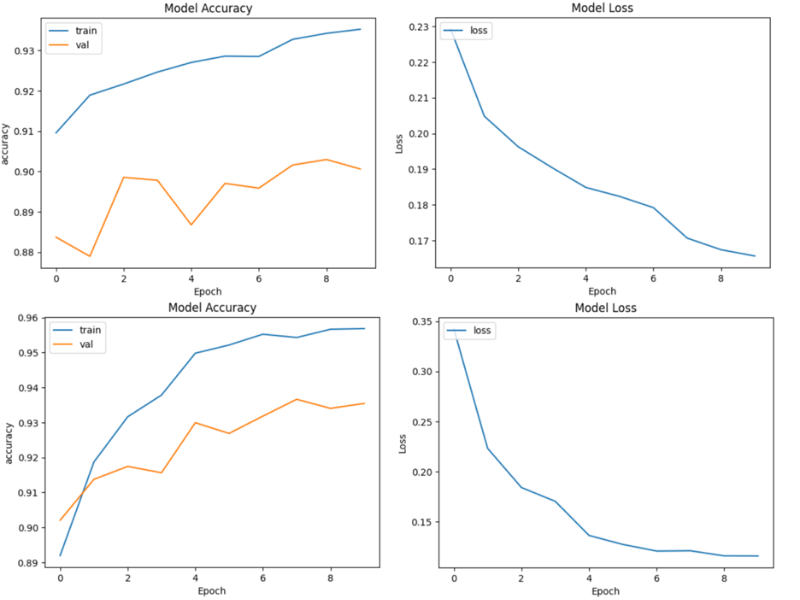 Model Accuracy
train
val
0.93
0.92
0.91
0.90
0.89
0.88
accuracy
0 2 4 6 8
Epoch
Model Loss
loss
0.23
0.22
0.21
0.20
0.19
0.18
0.17
Loss
0 2 4 6 8
Epoch
Model Accuracy
train
val
0.96
0.95
0.94
0.93
0.92
0.91
0.90
0.89
accuracy
0 2 4 6 8
Epoch
Model Loss
loss
0.35
0.30
0.25
0.20
0.15
Loss
0 2 4 6 8
Epoch